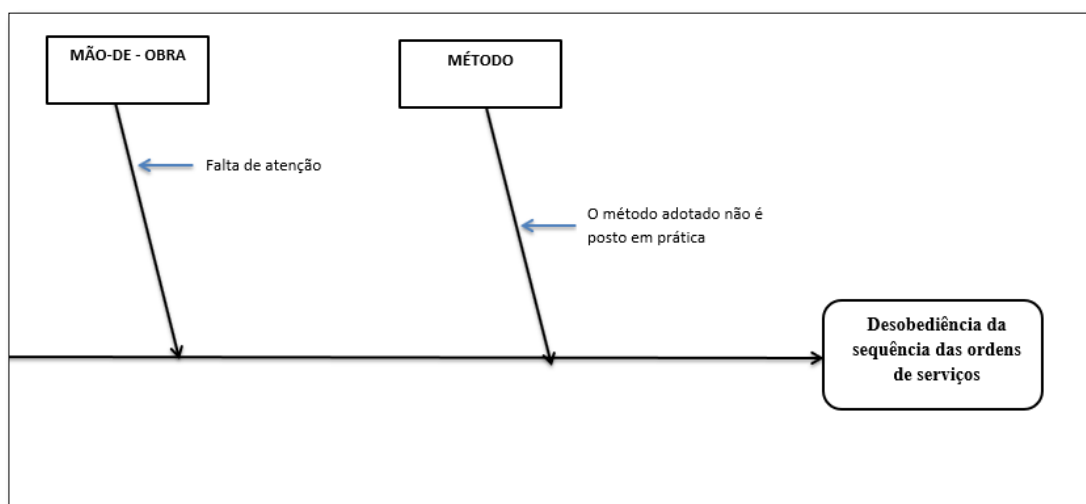 MÃO-DE - OBRA
MÉTODO
Falta de atenção
O método adotado não é
posto em prática
Desobediência da
sequência das ordens
de serviços